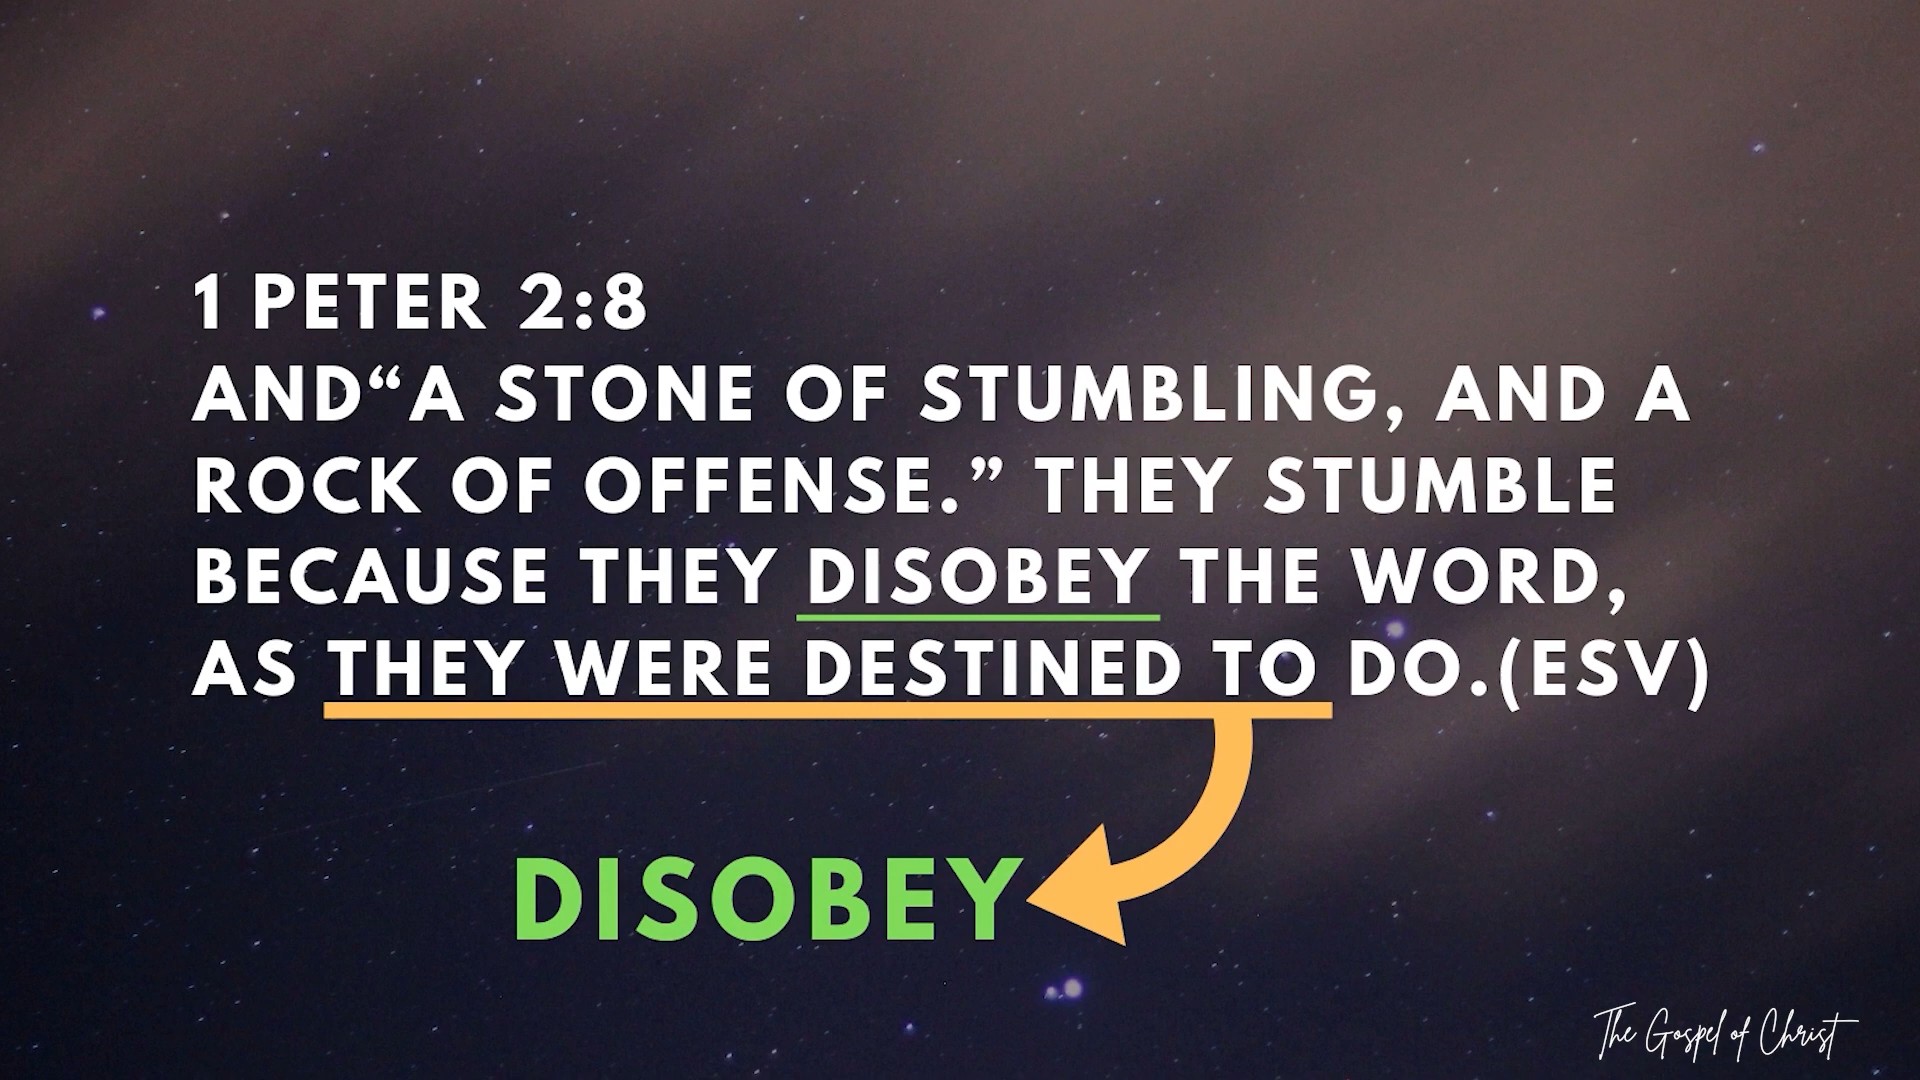 1 PETER 2:8
AND“A STONE OF STUMBLING, AND A
ROCK OF OFFENSE.” THEY STUMBLE
BECAUSE THEY DISOBEY THE WORD,
AS THEY WERE DESTINED TO DO.(ESV)
DISOBEY
The Gospel of Christ